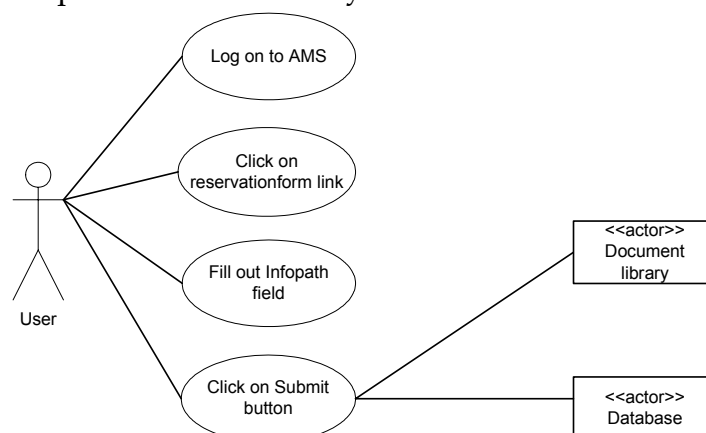 Log on to AMS
Click on
reservationform link
<<actor>>
Document
library
Fill out Infopath
field
User
Click on Submit
button
<<actor>>
Database